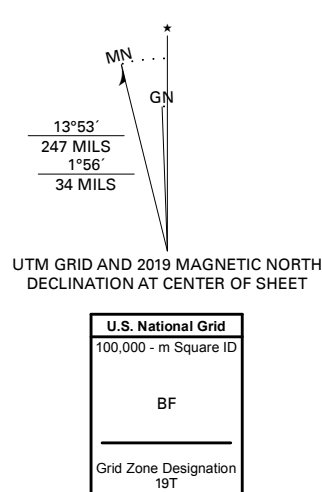 ★
MN
GN
13°53´
247 MILS
1°56´
34 MILS
UTM GRID AND 2019 MAGNETIC NORTH
DECLINATION AT CENTER OF SHEET
U.S. National Grid
100,000 - m Square ID
BF
Grid Zone Designation
19T